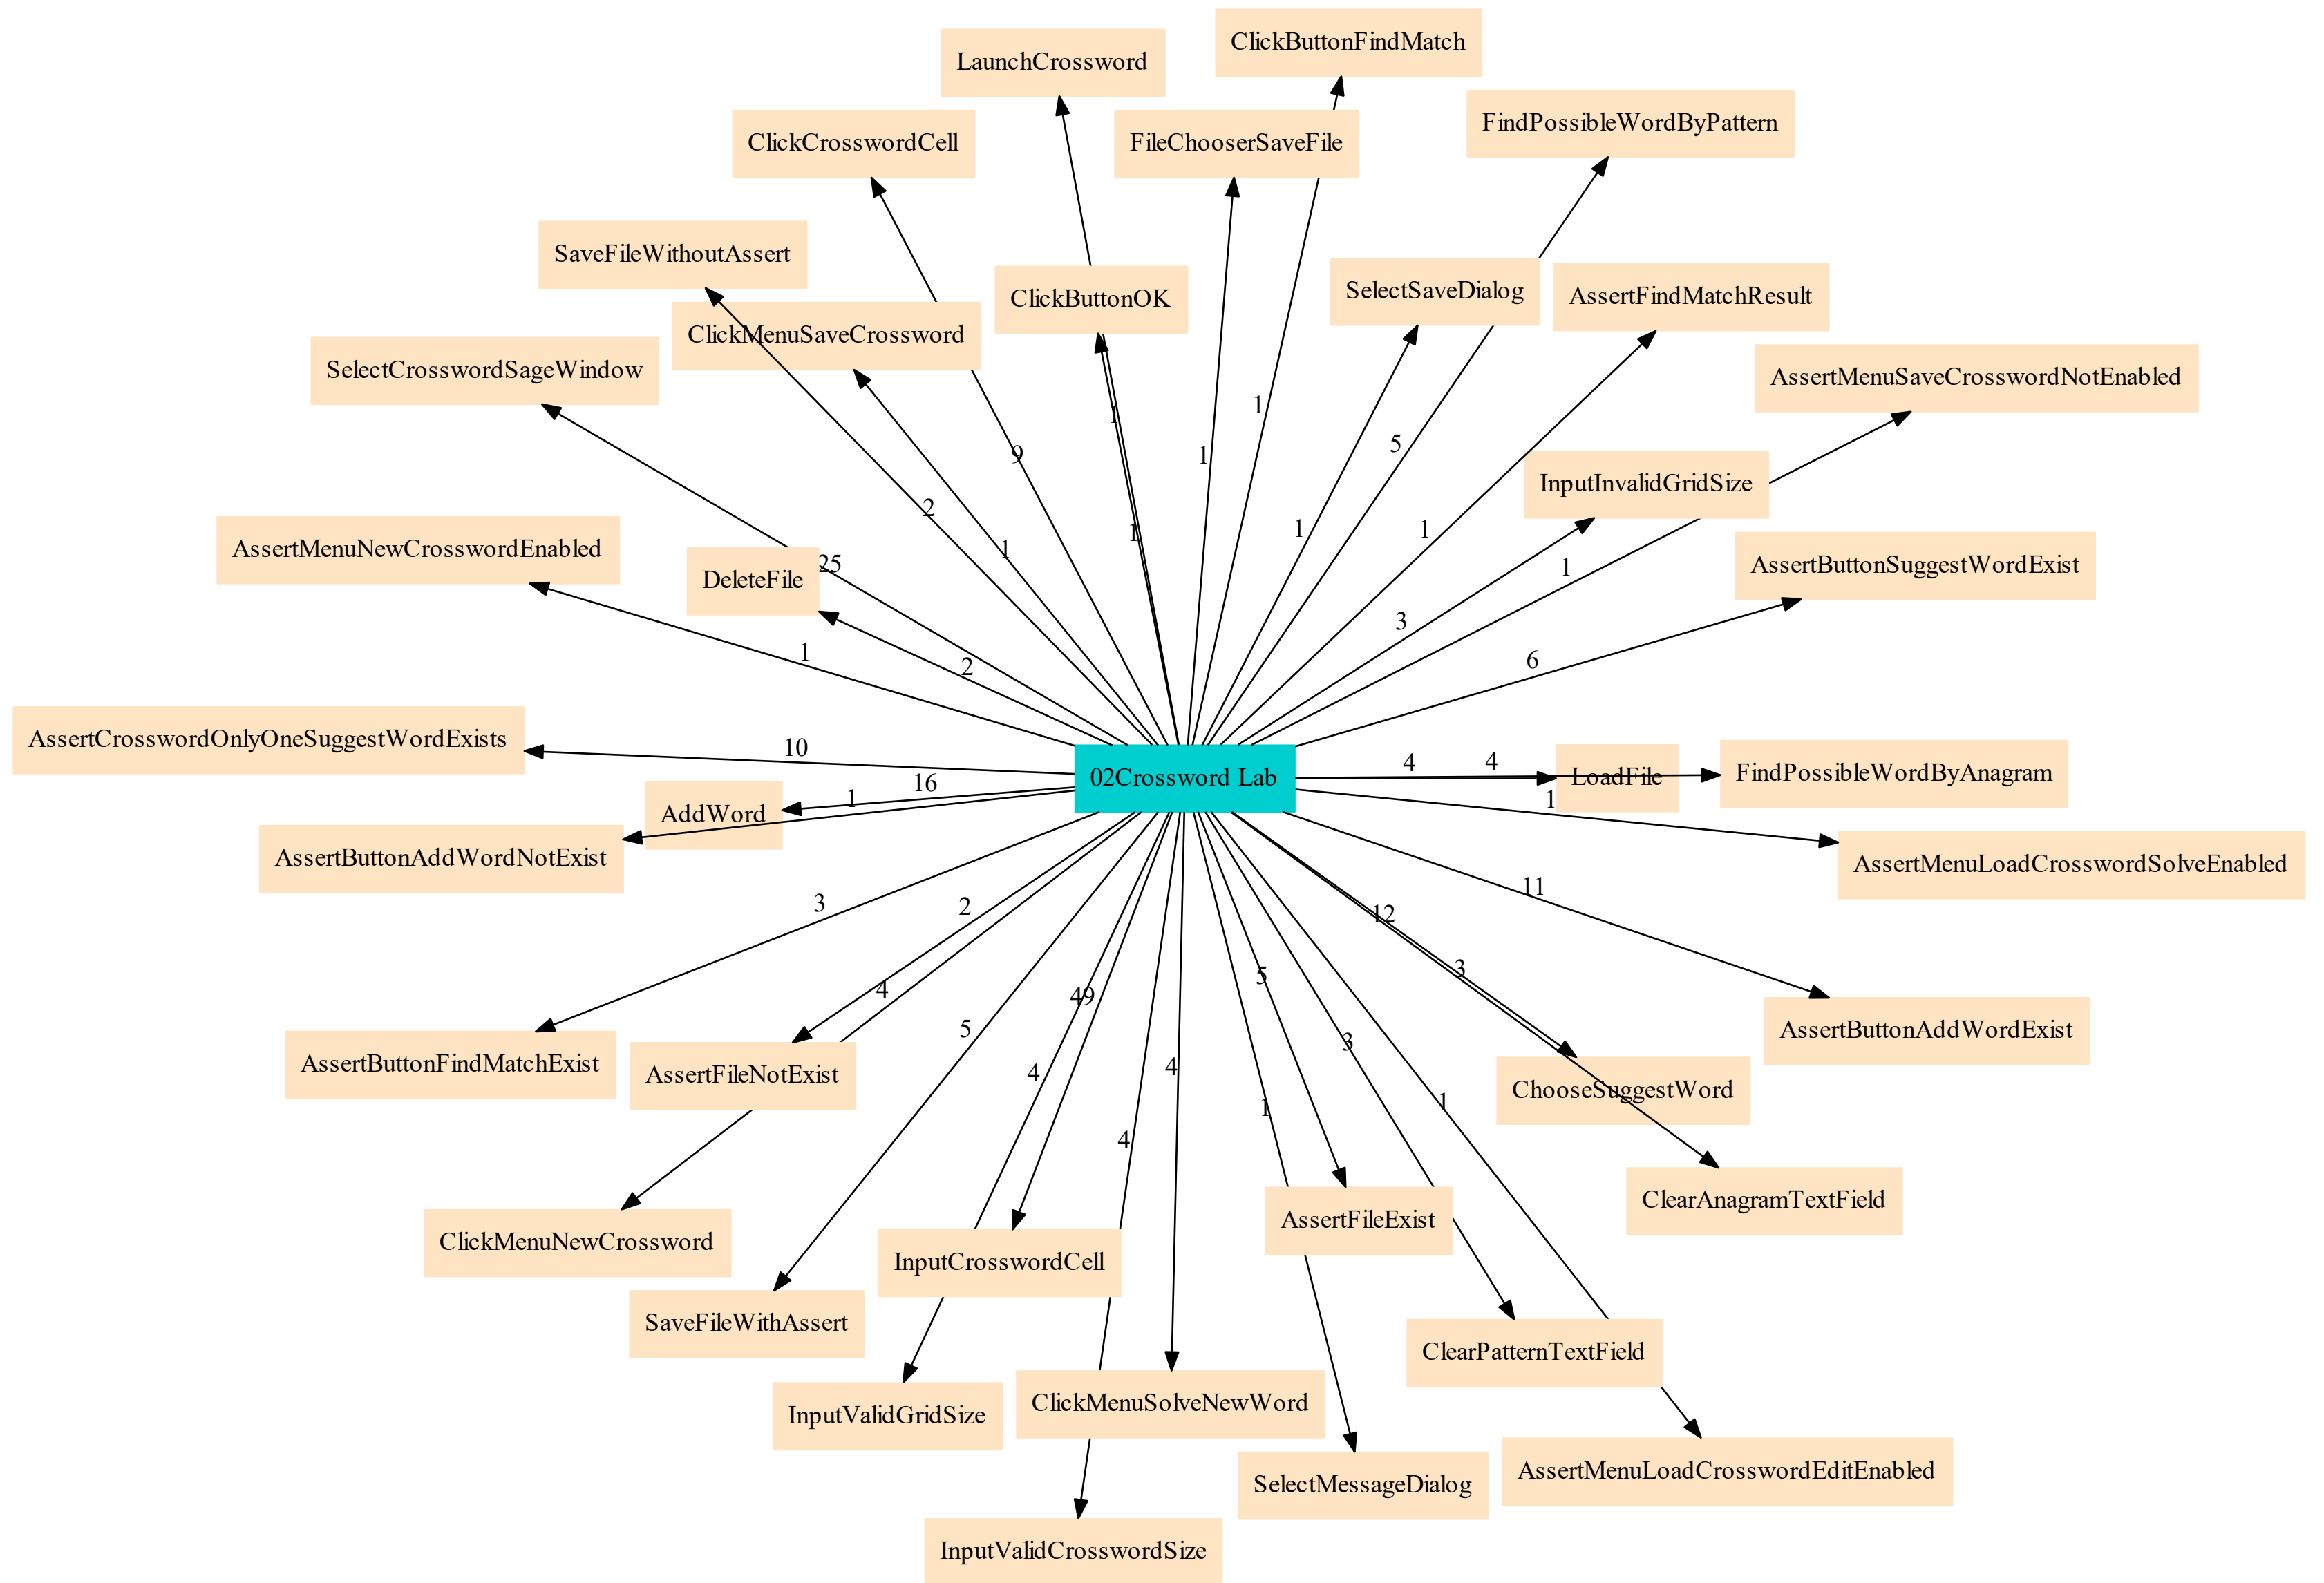 ClickButtonFindMatch
LaunchCrossword
FindPossibleWordByPattern
ClickCrosswordCell
FileChooserSaveFile
SaveFileWithoutAssert
SelectSaveDialog
AssertFindMatchResult
ClickButtonOK
ClickMenuSaveCrossword
SelectCrosswordSageWindow
AssertMenuSaveCrosswordNotEnabled
1
1
5
9
1
InputInvalidGridSize
2
1
1
1
1
AssertMenuNewCrosswordEnabled
25
1
AssertButtonSuggestWordExist
DeleteFile
3
1
2
6
AssertCrosswordOnlyOneSuggestWordExists
10
02Crossword Lab
4
4
LoadFile
FindPossibleWordByAnagram
16
1
1
AddWord
AssertButtonAddWordNotExist
AssertMenuLoadCrosswordSolveEnabled
3
2
12
11
5
3
4
49
5
3
AssertButtonAddWordExist
AssertButtonFindMatchExist
AssertFileNotExist
4
4
ChooseSuggestWord
1
1
4
ClearAnagramTextField
AssertFileExist
ClickMenuNewCrossword
InputCrosswordCell
SaveFileWithAssert
ClearPatternTextField
InputValidGridSize
ClickMenuSolveNewWord
AssertMenuLoadCrosswordEditEnabled
SelectMessageDialog
InputValidCrosswordSize